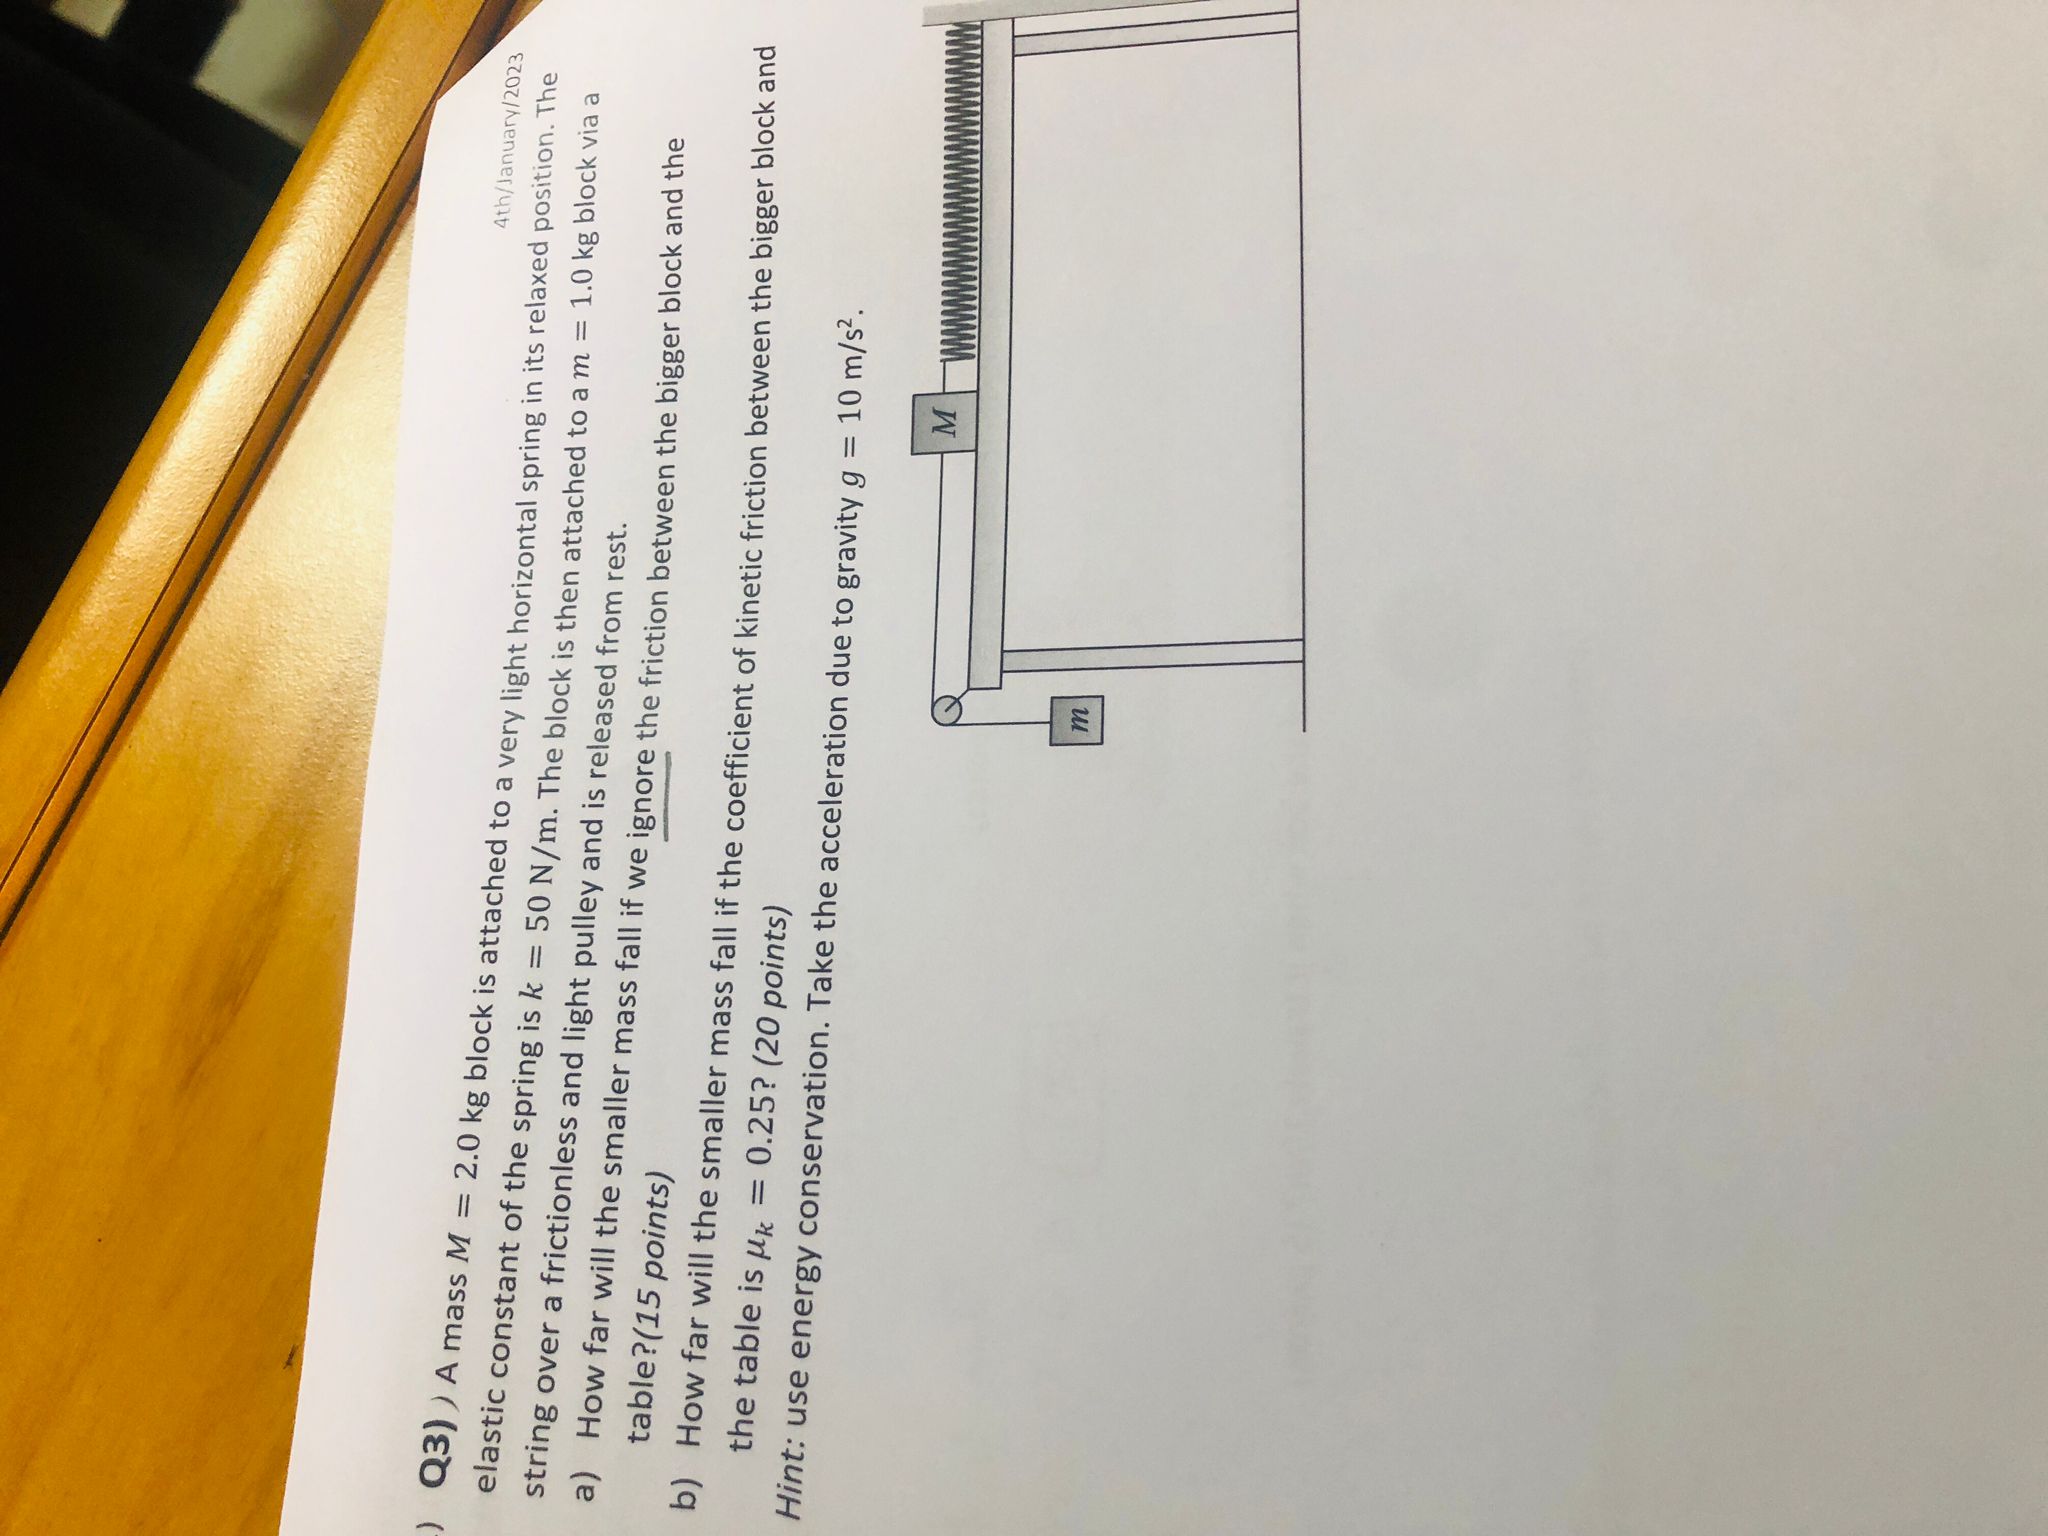 4th/January/2023
Q3) ) A mass M = 2.0 kg block is attached to a very light horizontal spring in its relaxed position. The
elastic constant of the spring is k = 50 N/m. The block is then attached to a m = 1.0 kg block via a
string over a frictionless and light pulley and is released from rest.
a) How far will the smaller mass fall if we ignore the friction between the bigger block and the
table?(15 points)
b) How far will the smaller mass fall if the coefficient of kinetic friction between the bigger block and
the table is μk = 0.25? (20 points)
Hint: use energy conservation. Take the acceleration due to gravity g = 10 m/s².
M
m